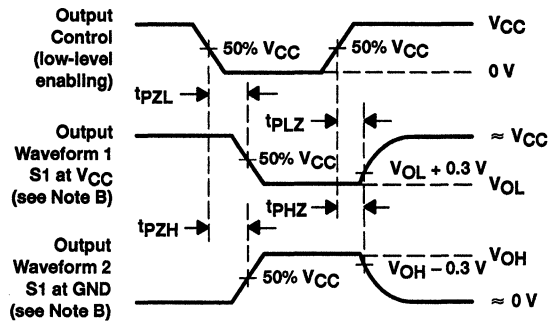 Output
Control
(low-level
enabling)
50% VCC
50% VCC
VCC
0 V
tPZL
tPLZ
Output
Waveform 1
S1 at VCC
(see Note B)
50% VCC
≈ VCC
VOL + 0.3 V
VOL
tPZH
tPHZ
Output
Waveform 2
S1 at GND
(see Note B)
50% VCC
VOH
VOH – 0.3 V
≈ 0 V